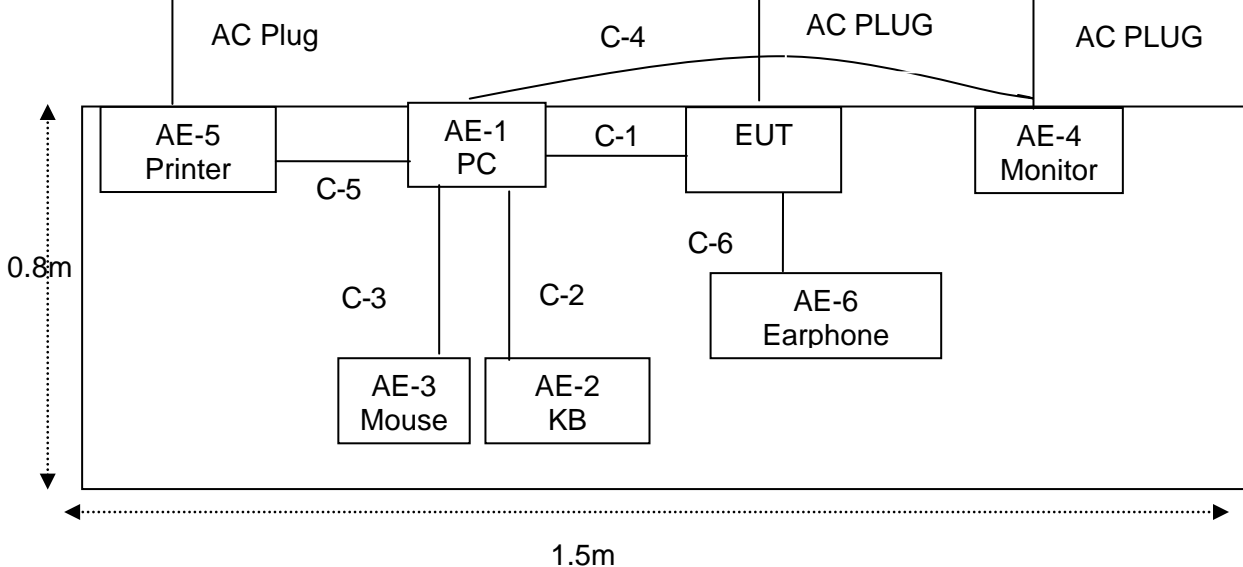 AC Plug
C-4
AC PLUG
AC PLUG
AE-5
Printer
AE-1
PC
C-1
EUT
AE-4
Monitor
C-5
C-6
0.8m
C-3
C-2
AE-6
Earphone
AE-3
Mouse
AE-2
KB
1.5m